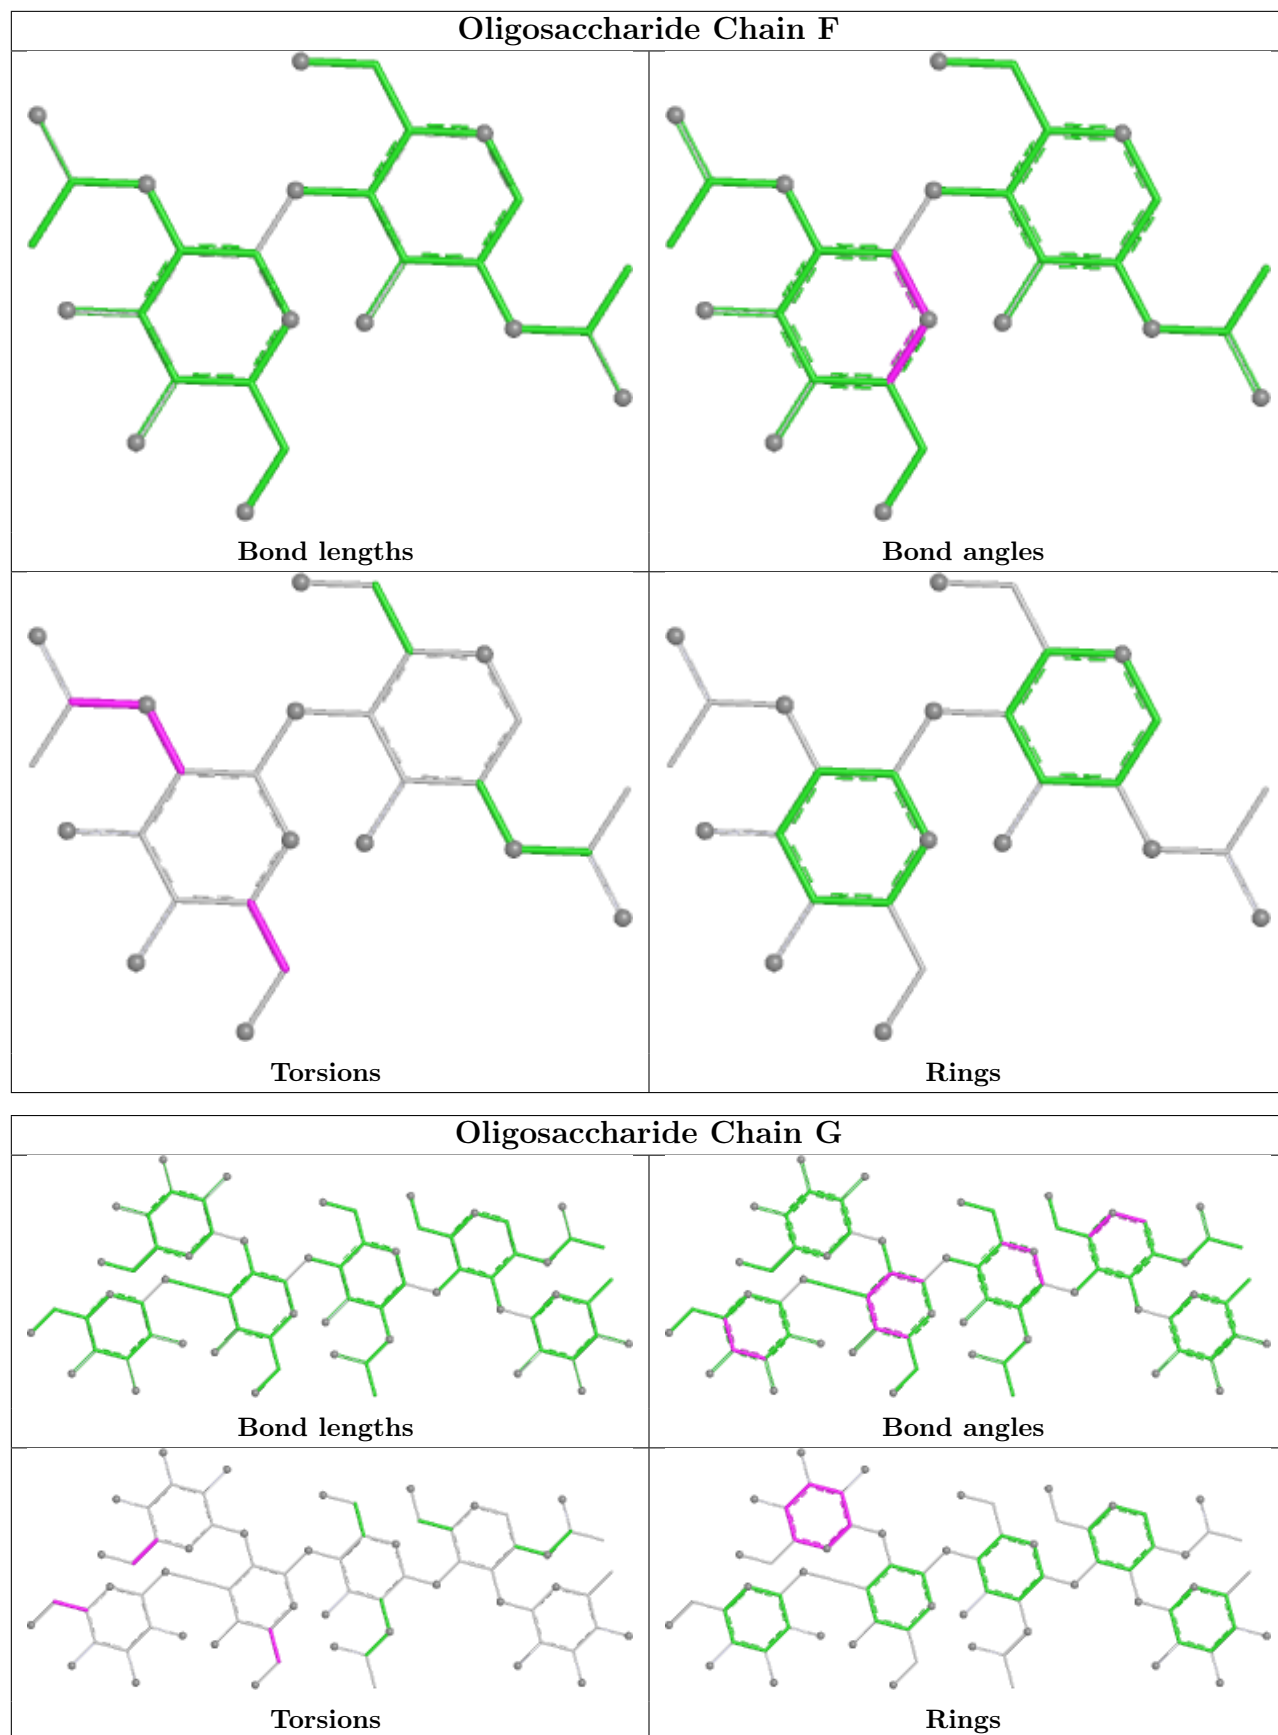 Oligosaccharide Chain F
Bond lengths
Bond angles
Torsions
Rings
Oligosaccharide Chain G
Bond lengths
Bond angles
Torsions
Rings